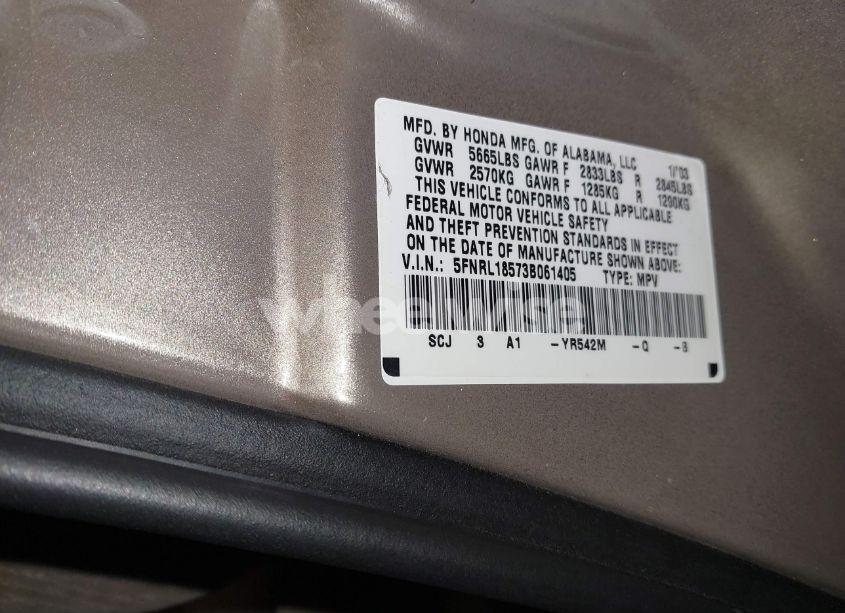 MFD. BY HONDA MFG. OF ALABAMA, LLC 1/'03
GVWR 5665LBS GAWR F 2833LBS R 2845LBS
GVWR 2570KG GAWR F 1285KG R 1290KG
THIS VEHICLE CONFORMS TO ALL APPLICABLE
FEDERAL MOTOR VEHICLE SAFETY
AND THEFT PREVENTION STANDARDS IN EFFECT
ON THE DATE OF MANUFACTURE SHOWN ABOVE:
V.I.N.: 5FNRL18573B061405 TYPE: MPV
wheelwise
SCJ 3 A1 -YR542M -Q -B